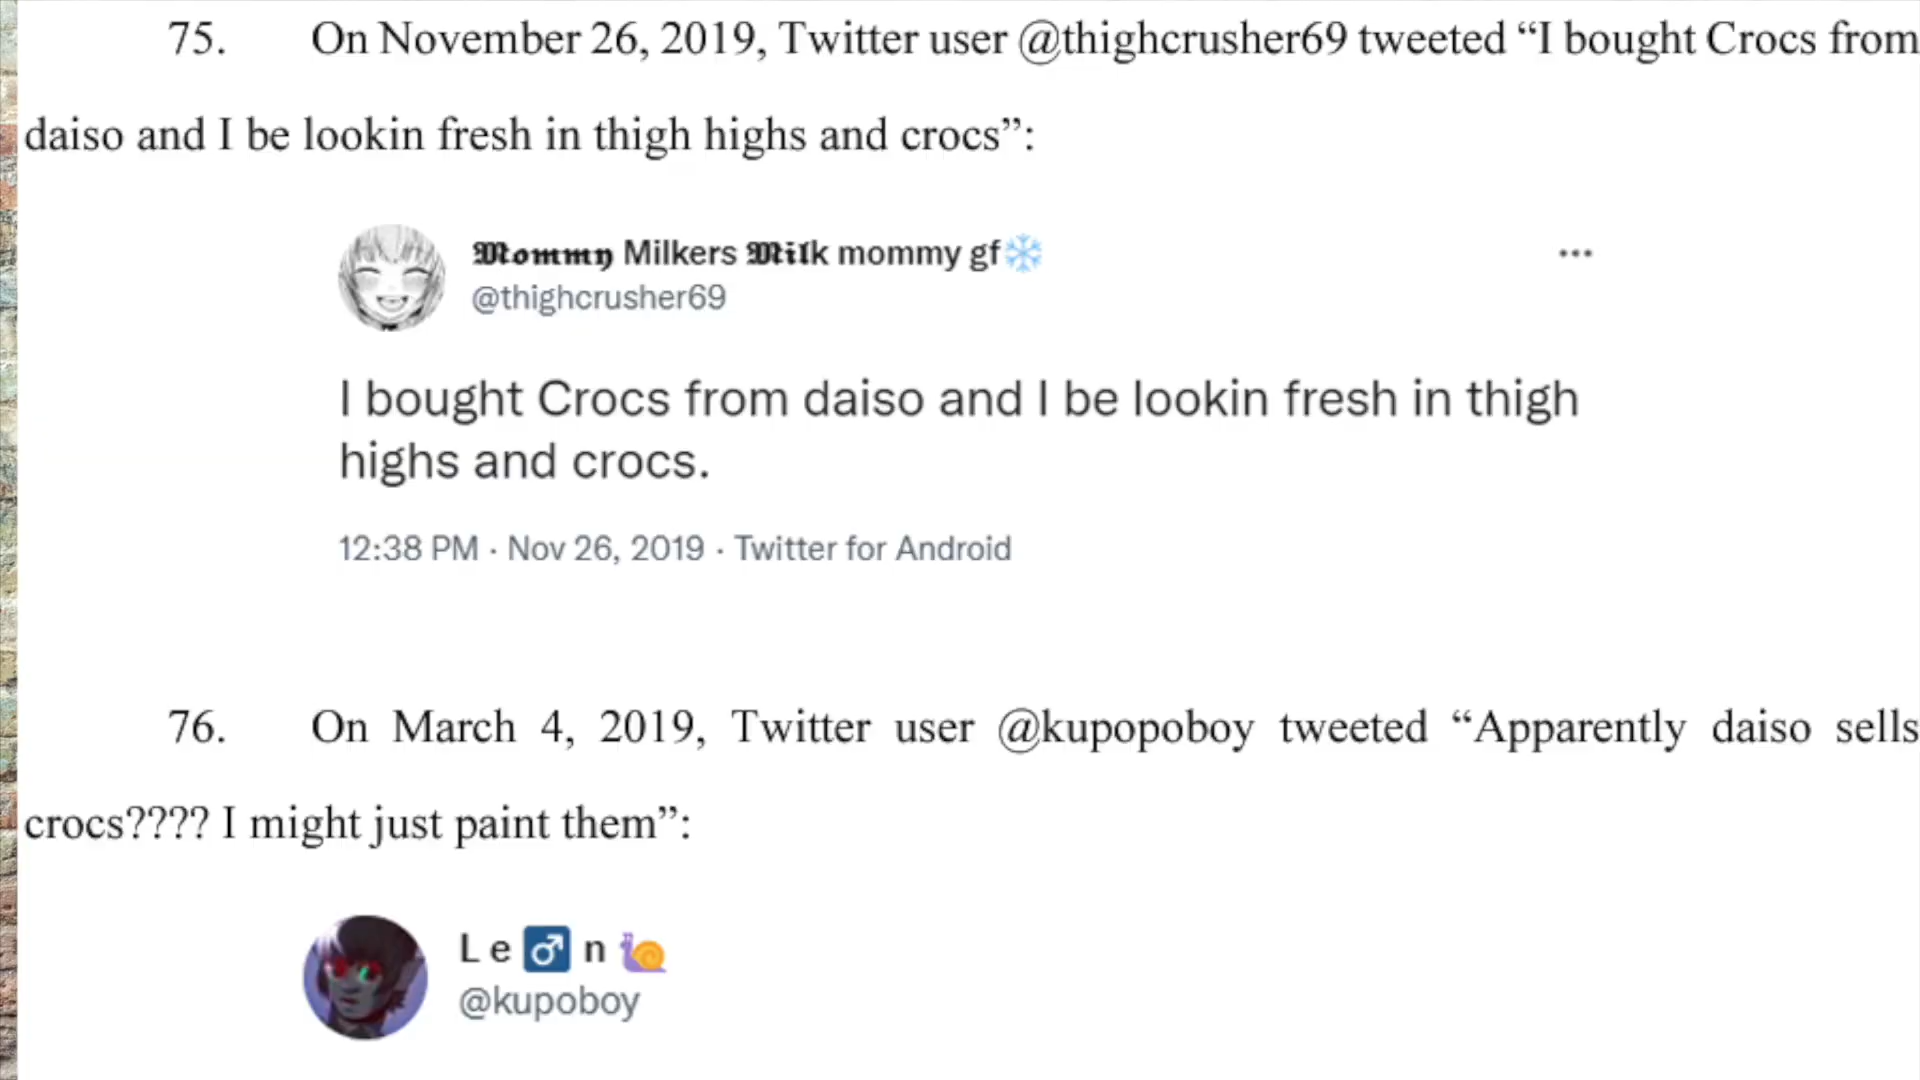 75. On November 26, 2019, Twitter user @thighcrusher69 tweeted “I bought Crocs from
daiso and I be lookin fresh in thigh highs and crocs”:
𝕸𝖔𝖒𝖒𝖞 Milkers 𝕸𝖎𝖑k mommy gf❄️
@thighcrusher69
I bought Crocs from daiso and I be lookin fresh in thigh
highs and crocs.
12:38 PM · Nov 26, 2019 · Twitter for Android
76. On March 4, 2019, Twitter user @kupopoboy tweeted “Apparently daiso sells
crocs???? I might just paint them”:
L e ♂️ n 🐌
@kupoboy